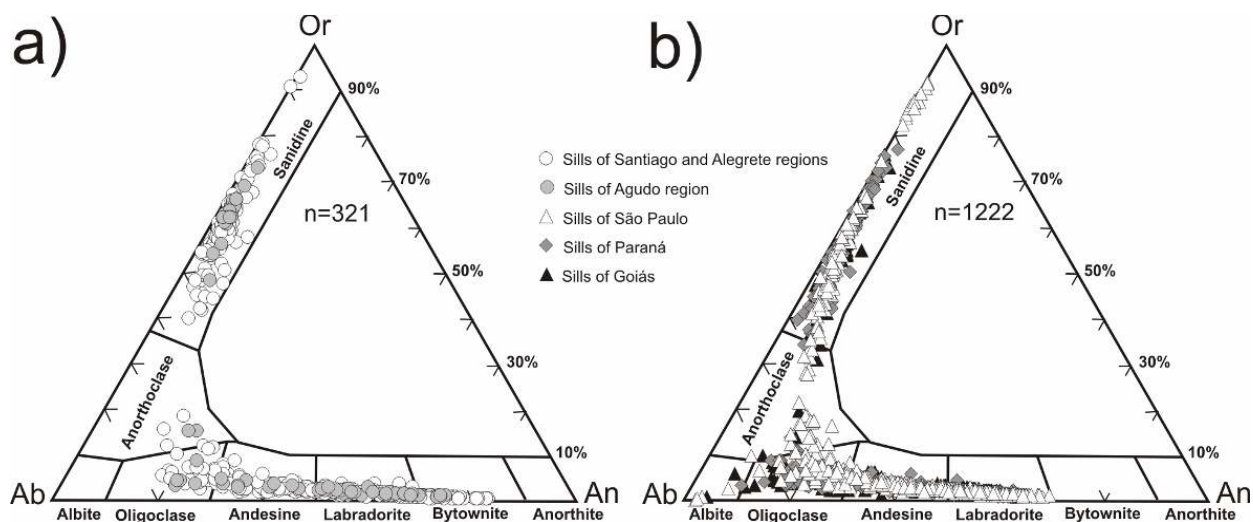 a)
Or
90%
Sanidine
70%
n=321
50%
30%
Anorthoclase
10%
Ab
An
Albite Oligoclase Andesine Labradorite Bytownite Anorthite
Sills of Santiago and Alegrete regions
Sills of Agudo region
Sills of São Paulo
Sills of Paraná
Sills of Goiás
b)
Or
90%
Sanidine
70%
n=1222
50%
30%
Anorthoclase
10%
Ab
An
Albite Oligoclase Andesine Labradorite Bytownite Anorthite